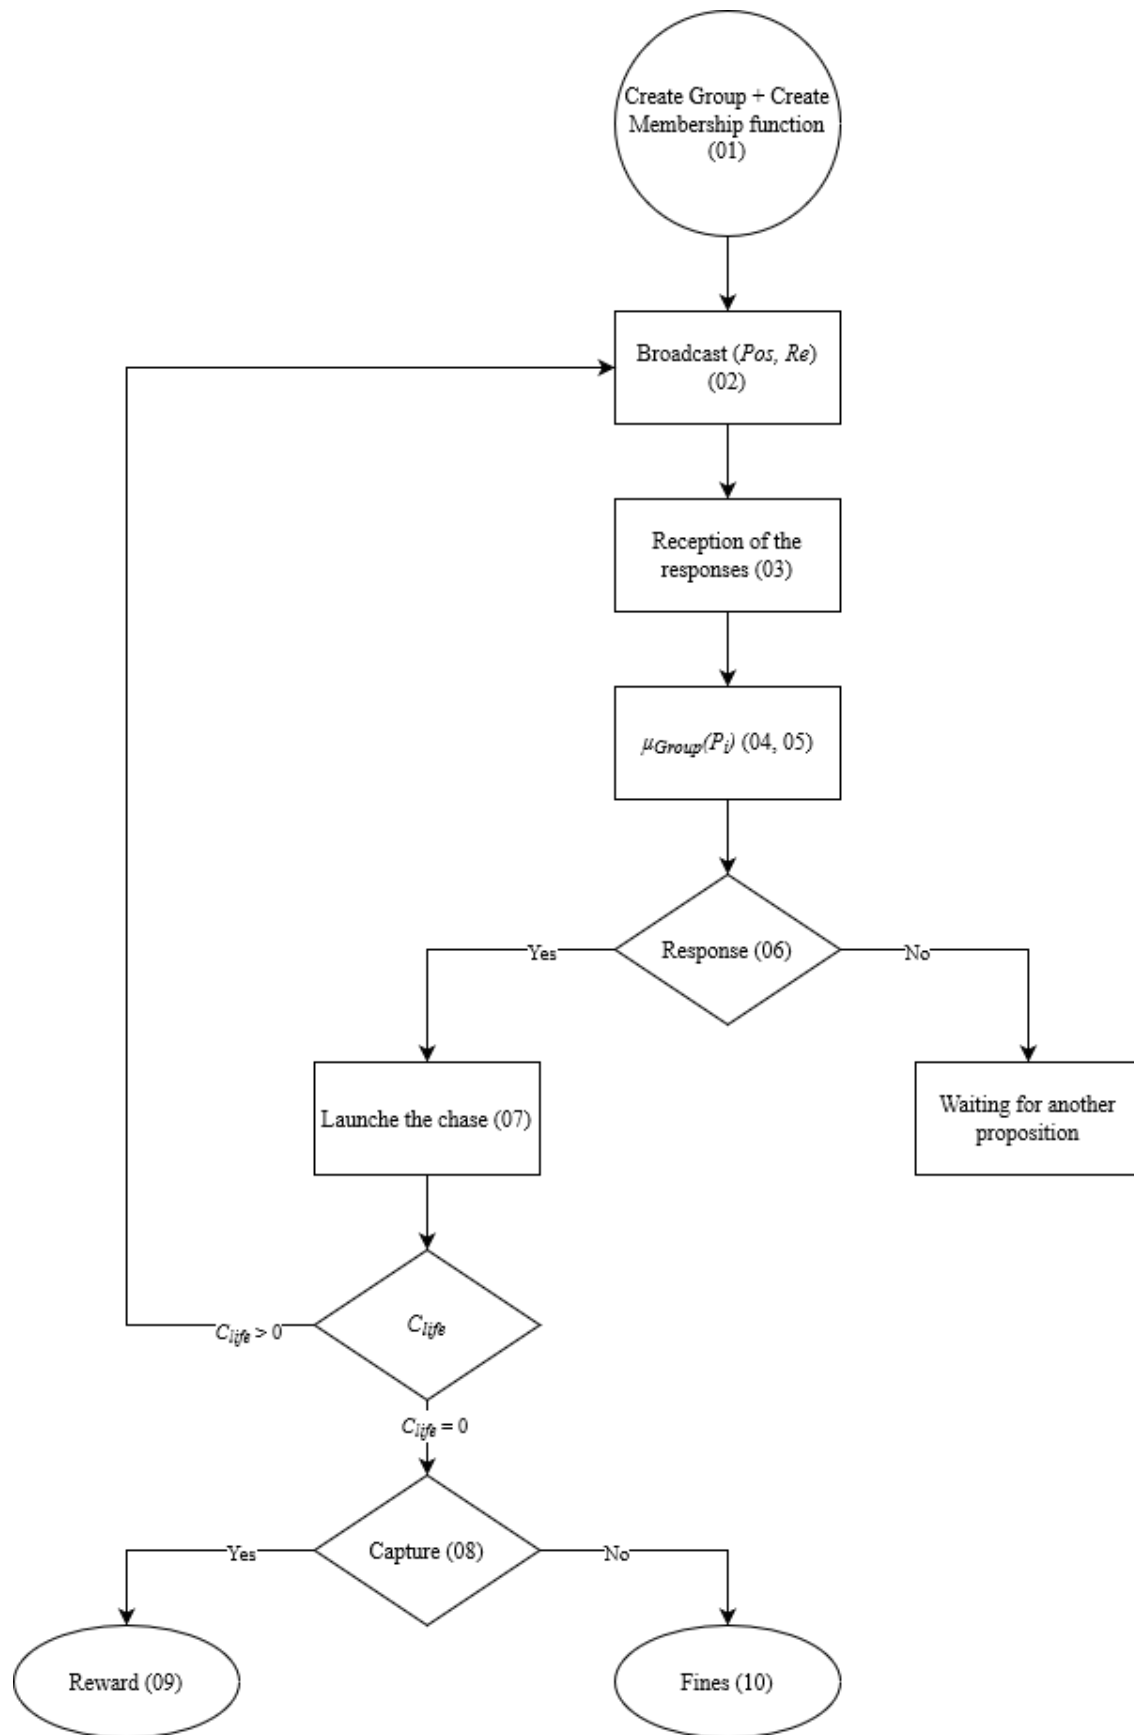 Create Group + Create
Membership function
(01)
Broadcast (Pos, Re)
(02)
Reception of the
responses (03)
μGroup(Pi) (04, 05)
Response (06)
Yes
No
Launche the chase (07)
Waiting for another
proposition
Clife
Clife > 0
Clife = 0
Capture (08)
Yes
No
Reward (09)
Fines (10)